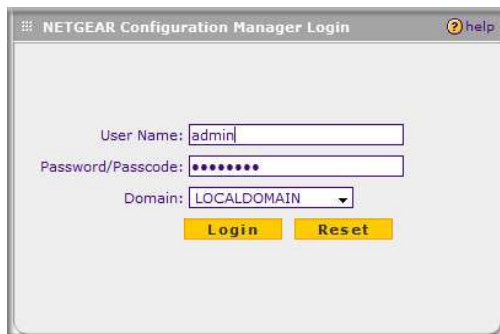 NETGEAR Configuration Manager Login
? help
User Name: admin
Password/Passcode: ••••••••
Domain: LOCALDOMAIN
Login Reset